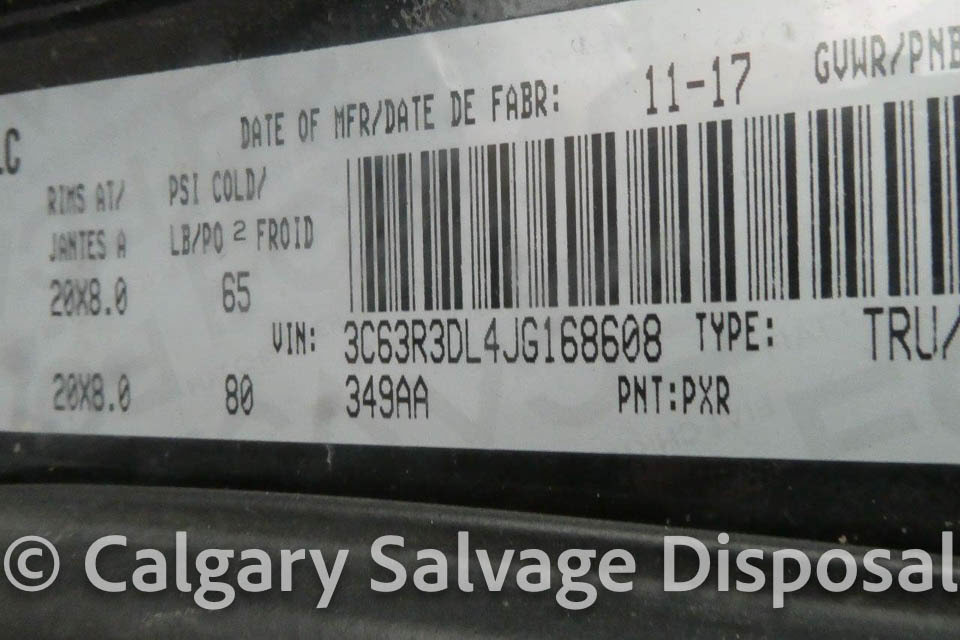 LC
DATE OF MFR/DATE DE FABR: 11-17 GVWR/PNB
RIMS AT/ PSI COLD/
JANTES A LB/PO 2 FROID
20X8.0 65
VIN: 3C63R3DL4JG168608 TYPE: TRU/
20X8.0 80 349AA PNT:PXR
© Calgary Salvage Disposal